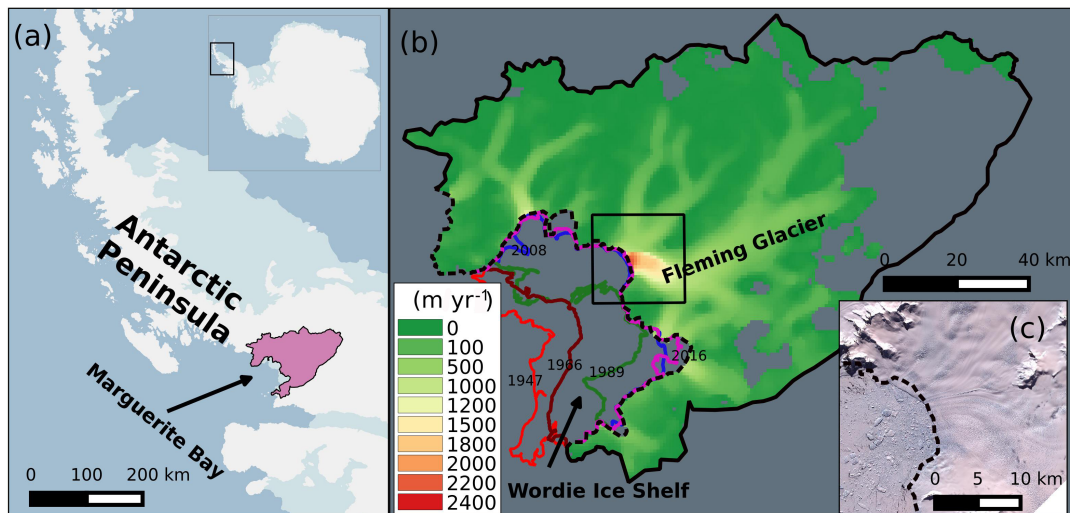 (a)
Antarctic
Peninsula
Marguerite Bay
0 100 200 km
(b)
2008
Fleming Glacier
0 20 40 km
(m yr⁻¹)
0
100
500
1000
1200
1500
1800
2000
2200
2400
1947
1966
1989
2016
Wordie Ice Shelf
(c)
0 5 10 km